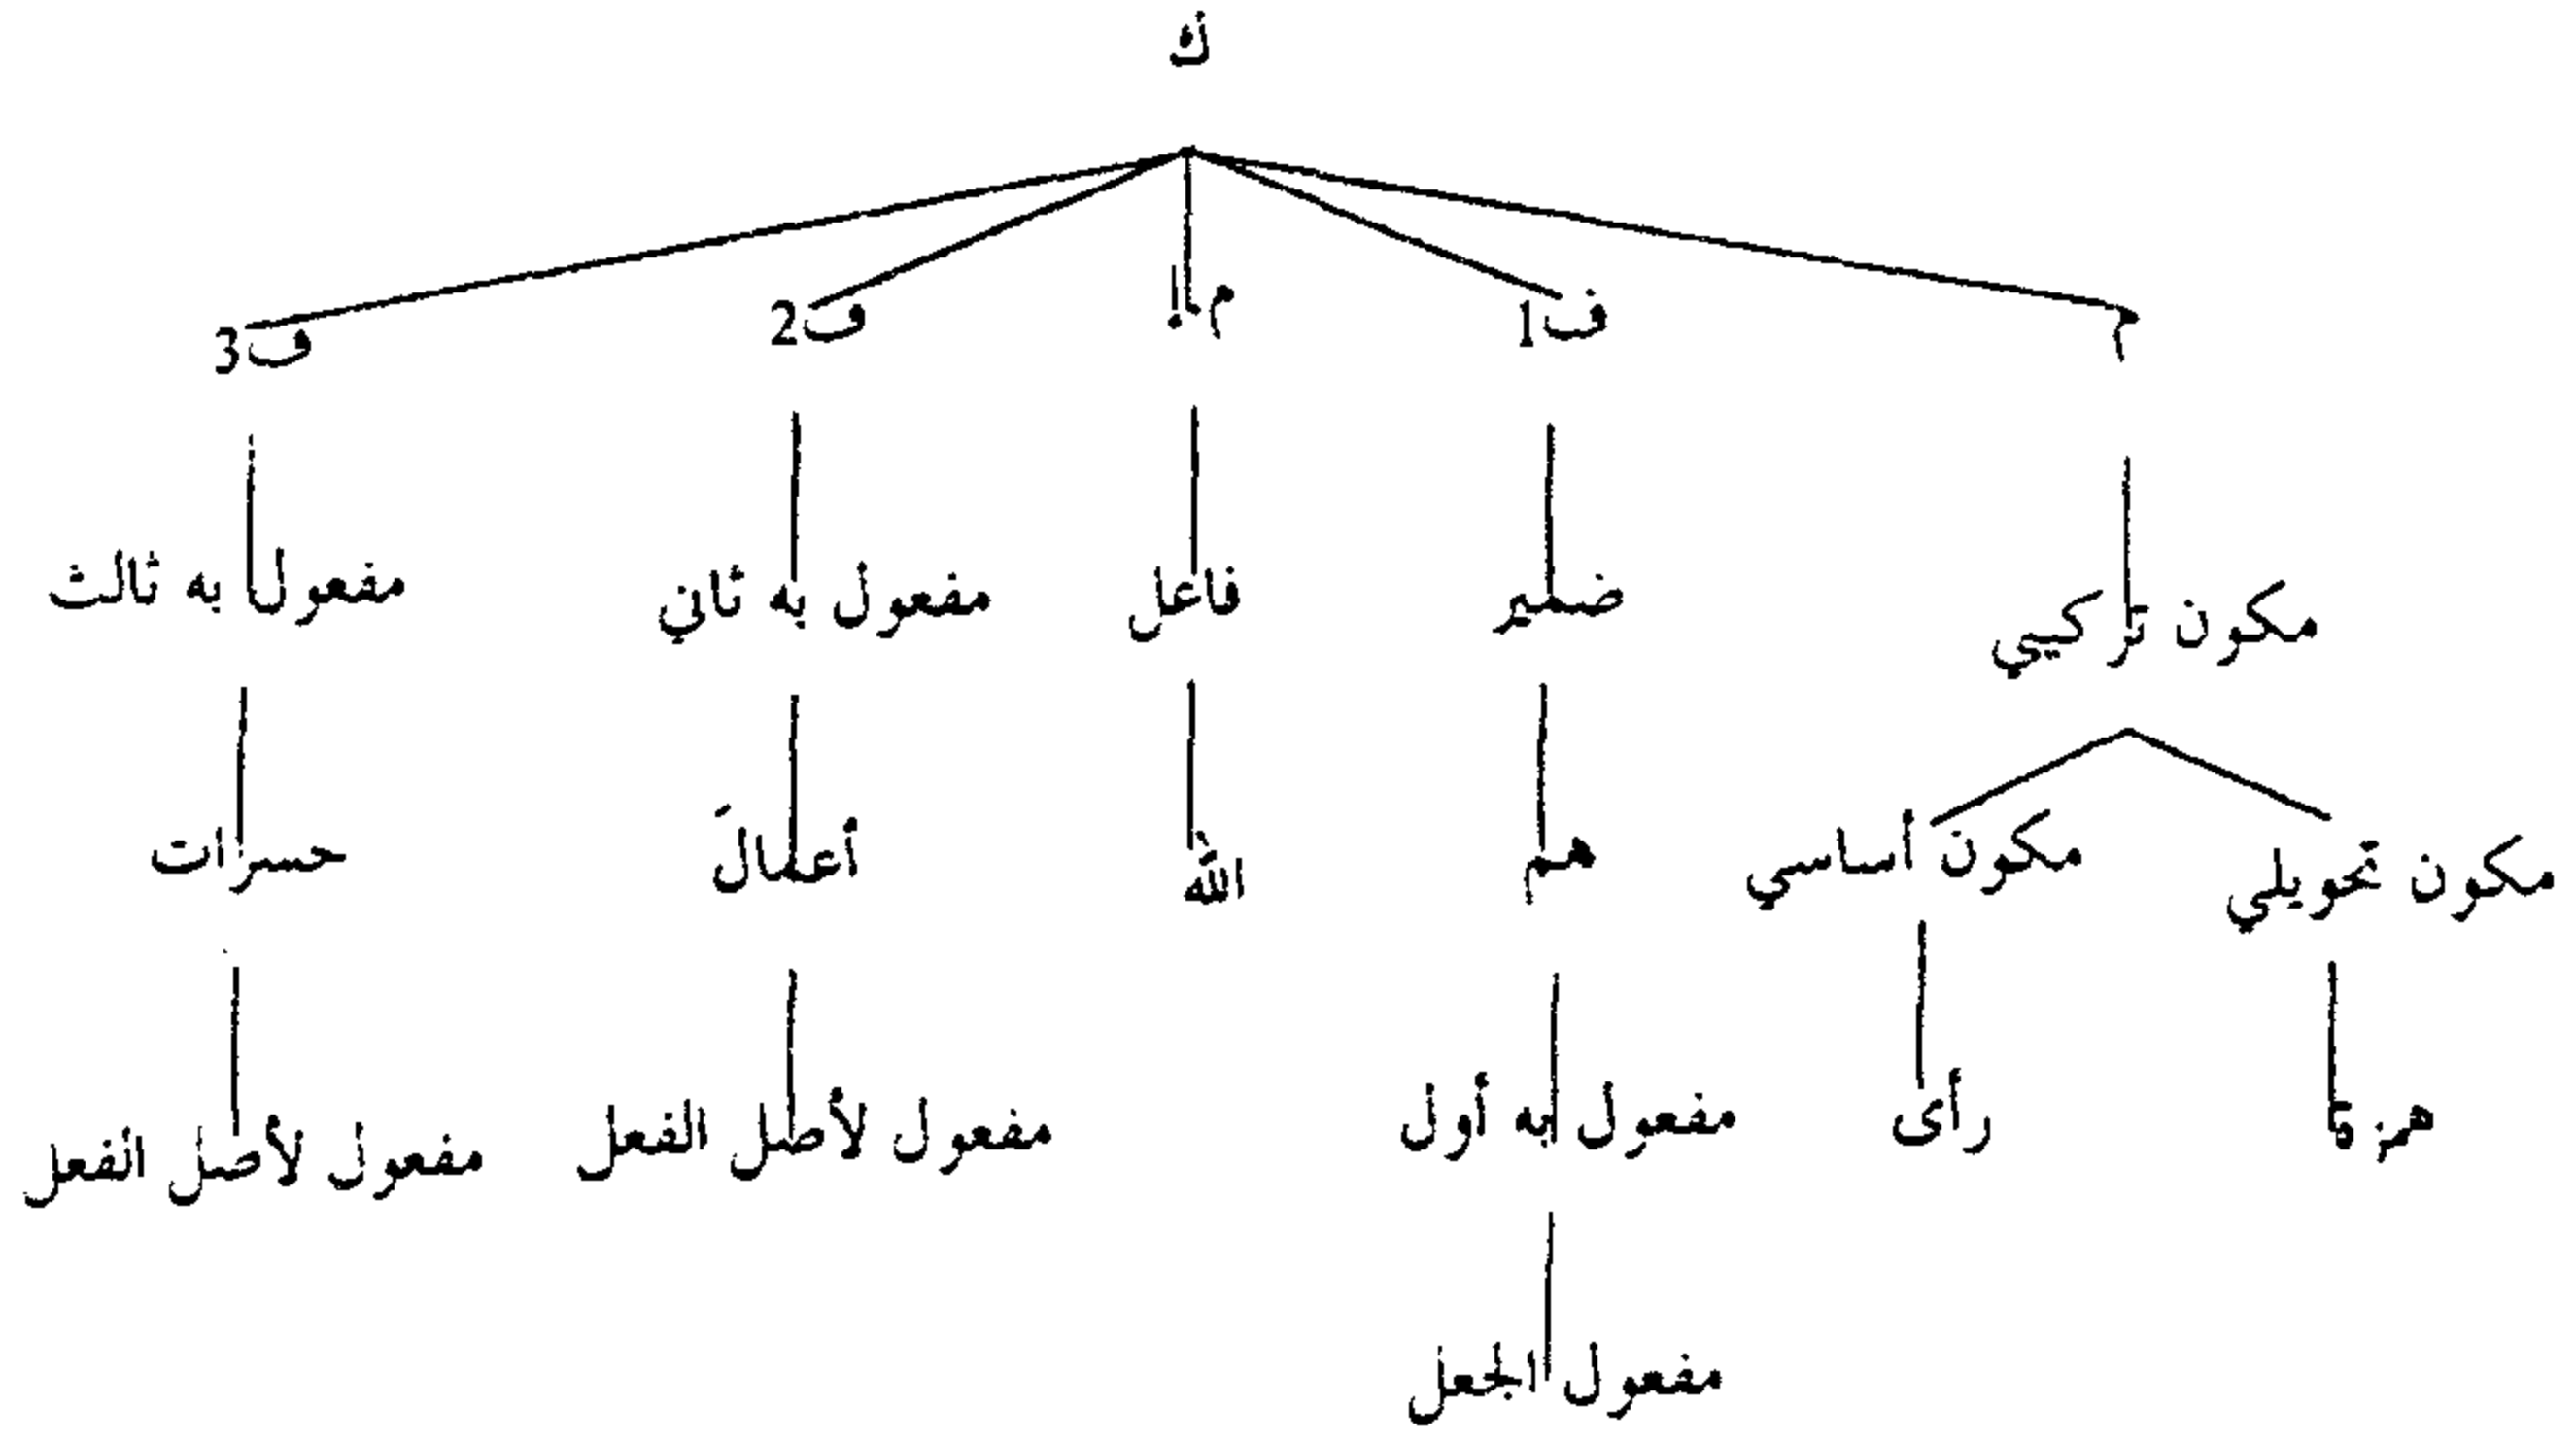 ك
م ف1 م.إ ف2 ف3
مكون تركيبي ضمير فاعل مفعول به ثاني مفعول به ثالث
مكون تحويلي مكون أساسي هم الله أعمالَ حسرات
همزة رأى مفعول به أول مفعول لأصل الفعل مفعول لأصل الفعل
مفعول الجعل